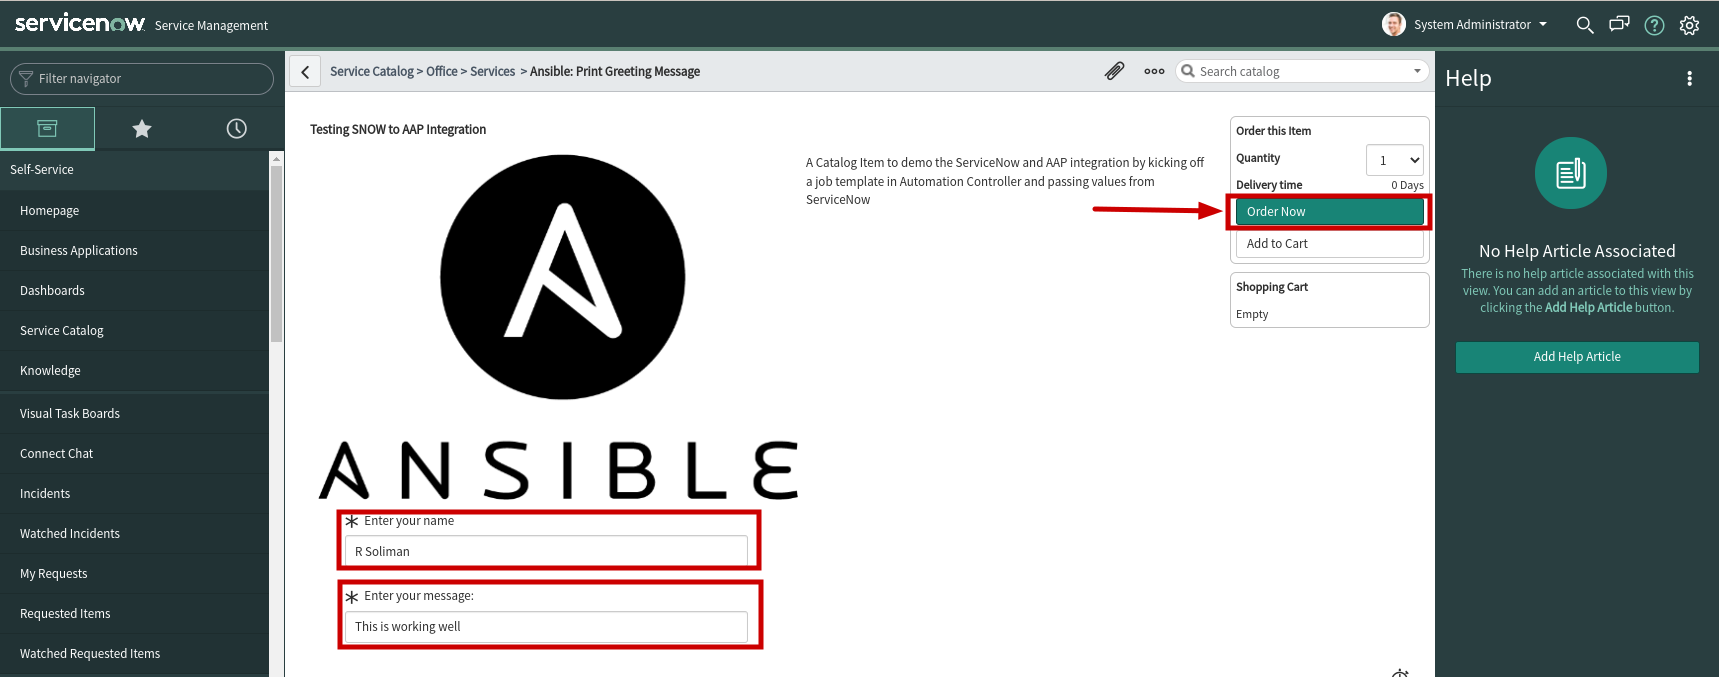 servicenow Service Management
System Administrator
Filter navigator
Self-Service
Homepage
Business Applications
Dashboards
Service Catalog
Knowledge
Visual Task Boards
Connect Chat
Incidents
Watched Incidents
My Requests
Requested Items
Watched Requested Items
Service Catalog > Office > Services > Ansible: Print Greeting Message
Search catalog
Testing SNOW to AAP Integration
A Catalog Item to demo the ServiceNow and AAP integration by kicking off
a job template in Automation Controller and passing values from
ServiceNow
ANSIBLE
Enter your name
R Soliman
Enter your message:
This is working well
Order this Item
Quantity 1
Delivery time 0 Days
Order Now
Add to Cart
Shopping Cart
Empty
Help
No Help Article Associated
There is no help article associated with this
view. You can add an article to this view by
clicking the Add Help Article button.
Add Help Article